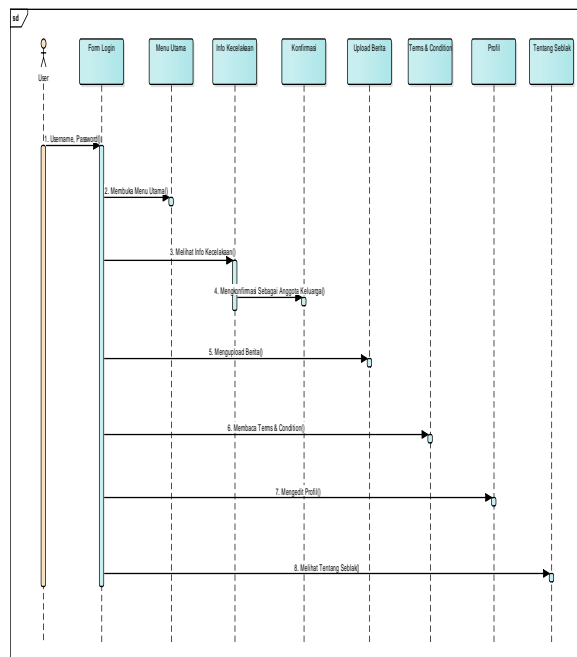 sd
User
Form Login
Menu Utama
Info Kecelakaan
Konfirmasi
Upload Berita
Terms & Condition
Profil
Tentang Seblak
1. Username, Password()
2. Membuka Menu Utama()
3. Melihat Info Kecelakaan()
4. Mengkonfirmasi Sebagai Anggota Keluarga()
5. Mengupload Berita()
6. Membaca Terms & Condition()
7. Mengedit Profil()
8. Melihat Tentang Seblak()